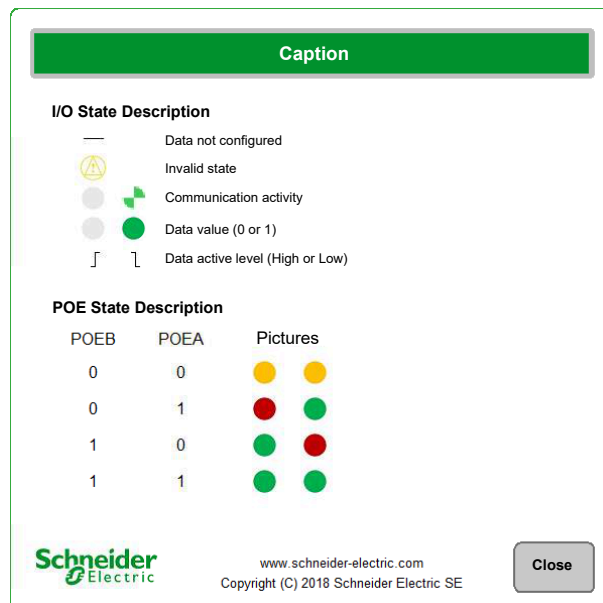 Caption
I/O State Description
Data not configured
Invalid state
Communication activity
Data value (0 or 1)
Data active level (High or Low)
POE State Description
POEB POEA Pictures
0 0
0 1
1 0
1 1
Schneider
Electric
www.schneider-electric.com
Copyright (C) 2018 Schneider Electric SE
Close